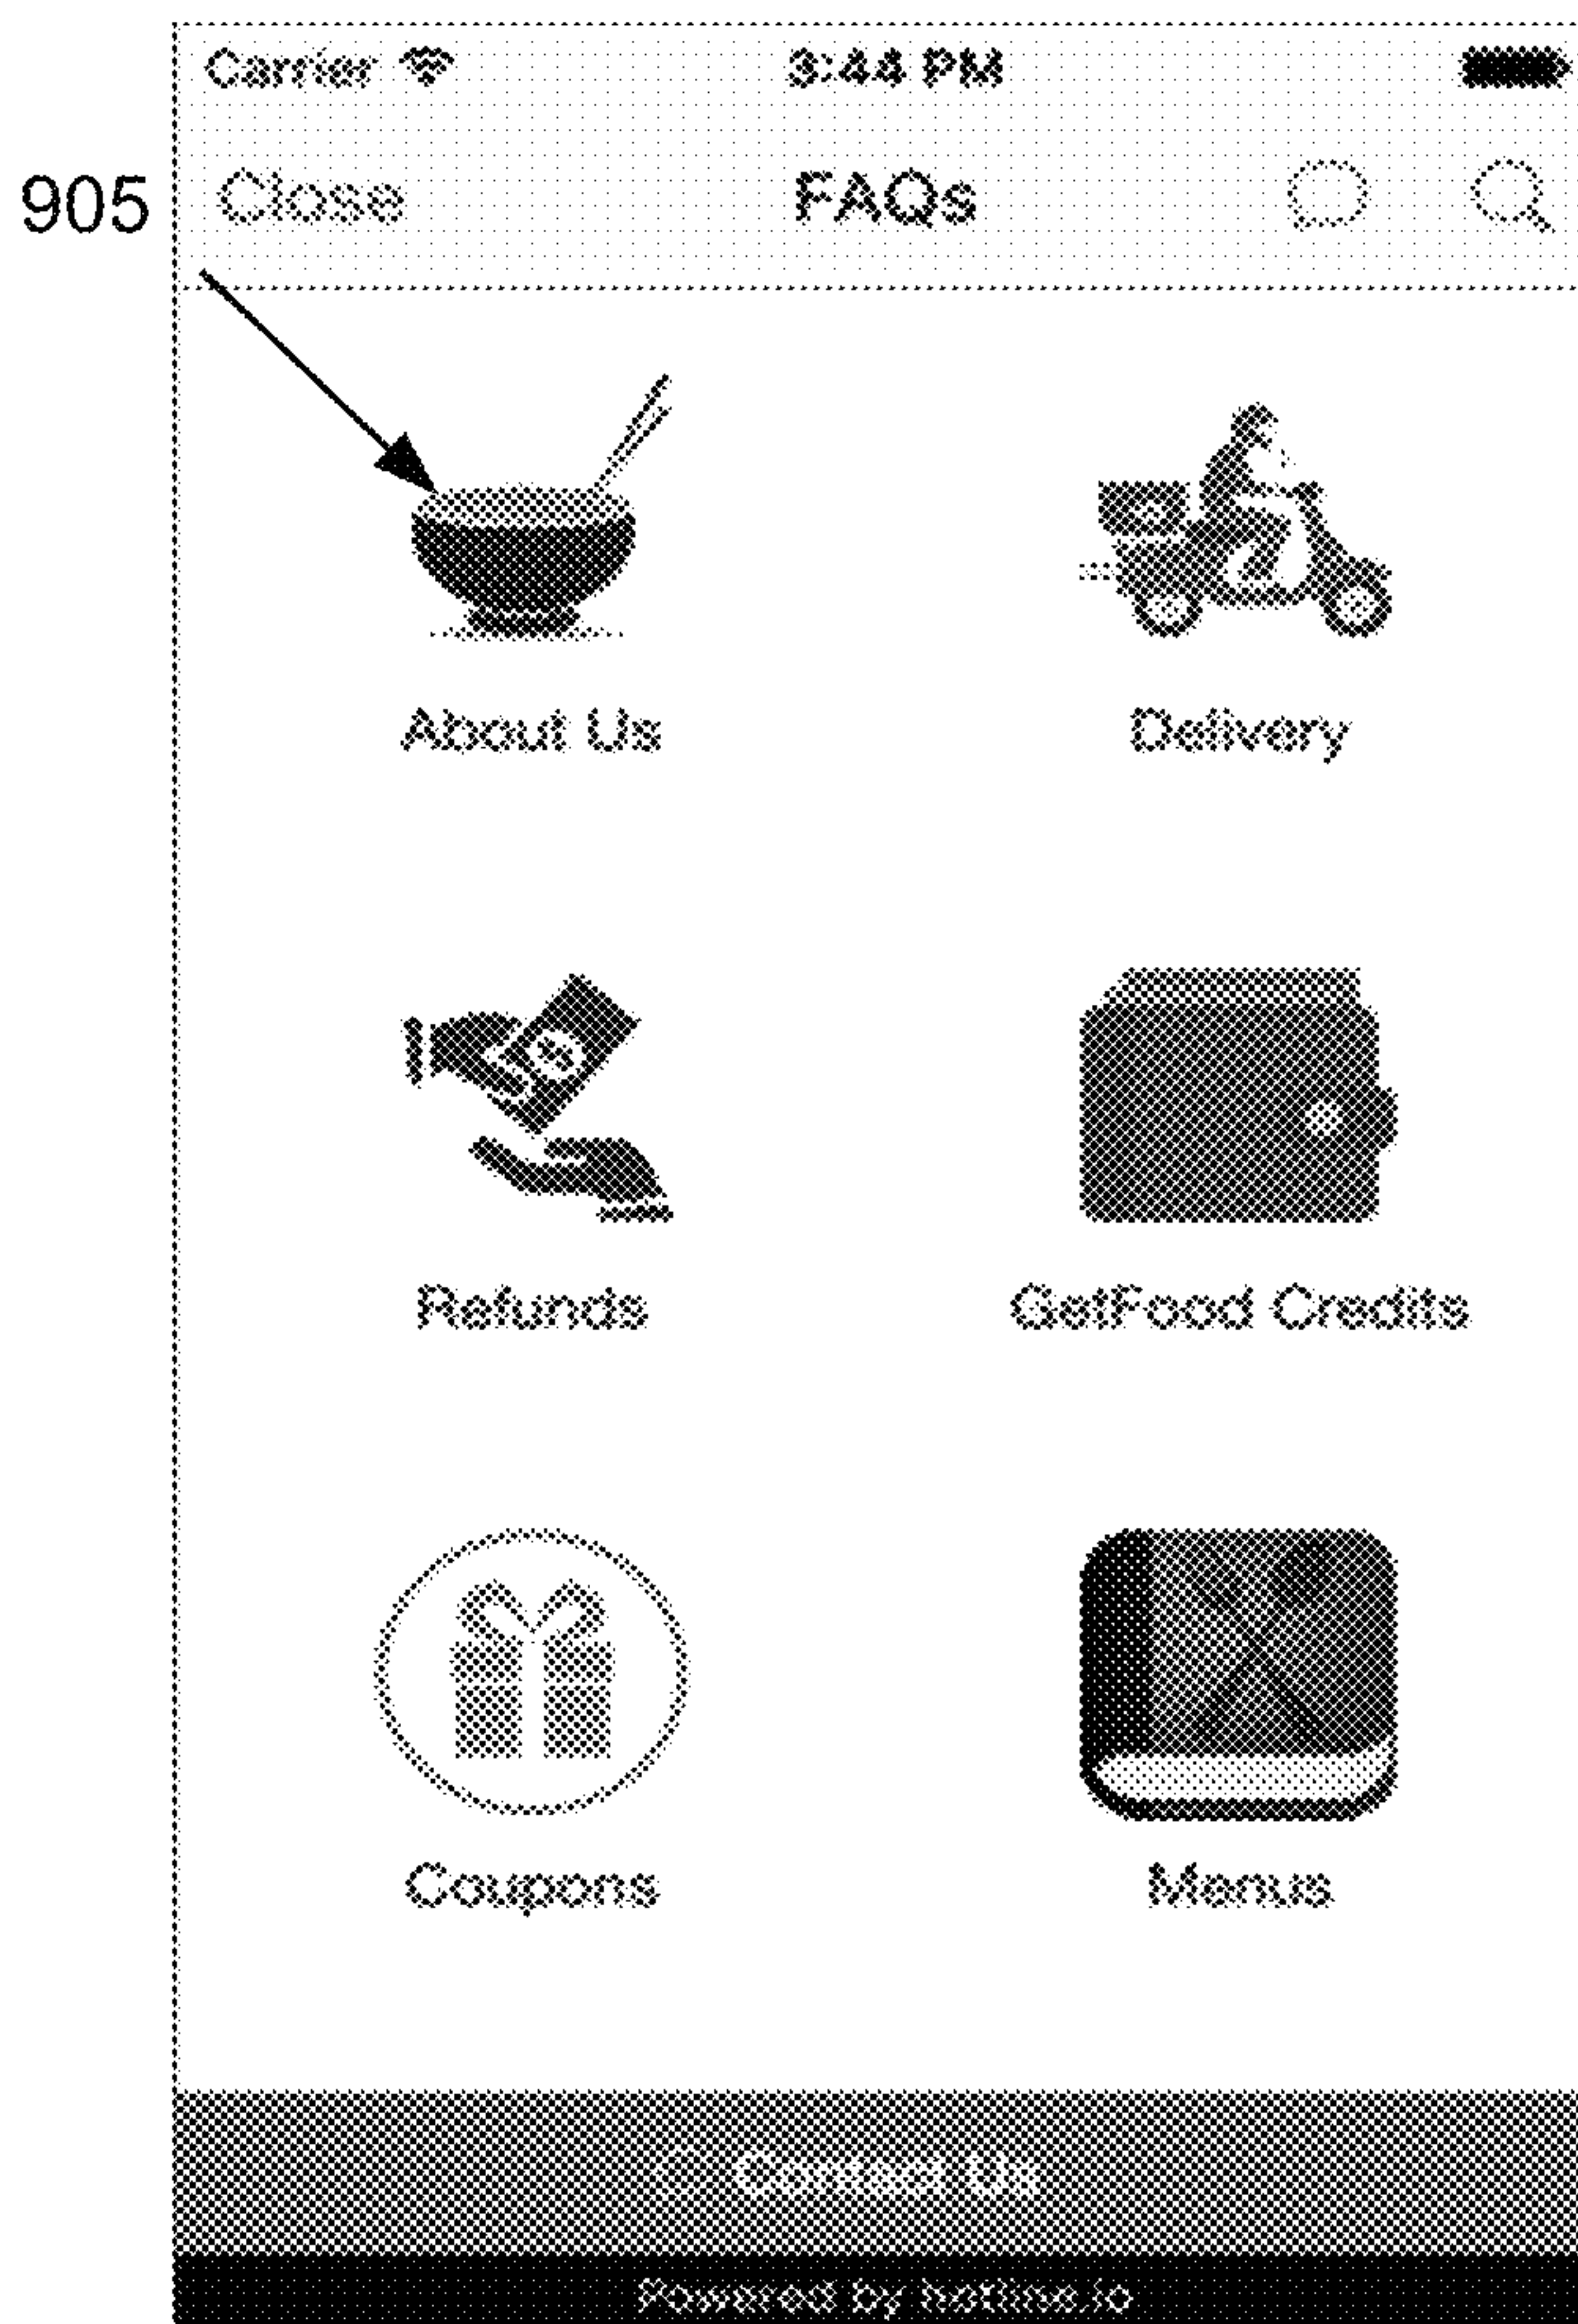 Carrier 3:44 PM
905 Close FAQs
About Us Delivery
Refunds GetFood Credits
Coupons Menus
Contact Us
Powered by hotline.io